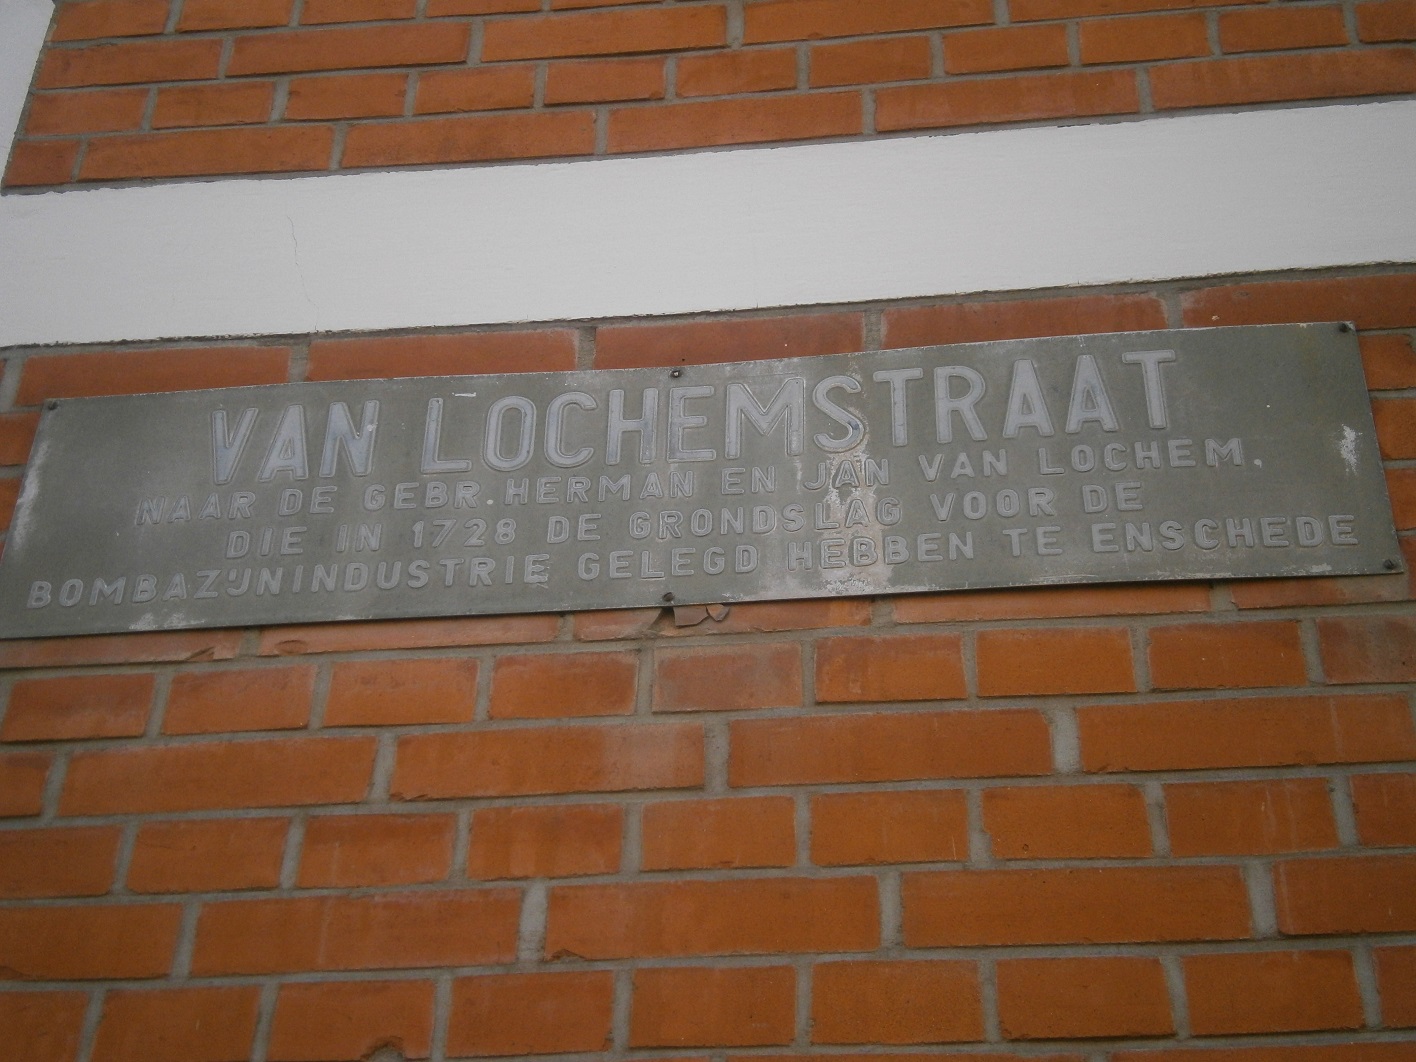 VAN LOCHEMSTRAAT
NAAR DE GEBR. HERMAN EN JAN VAN LOCHEM.
DIE IN 1728 DE GRONDSLAG VOOR DE
BOMBAZIJNINDUSTRIE GELEGD HEBBEN TE ENSCHEDE